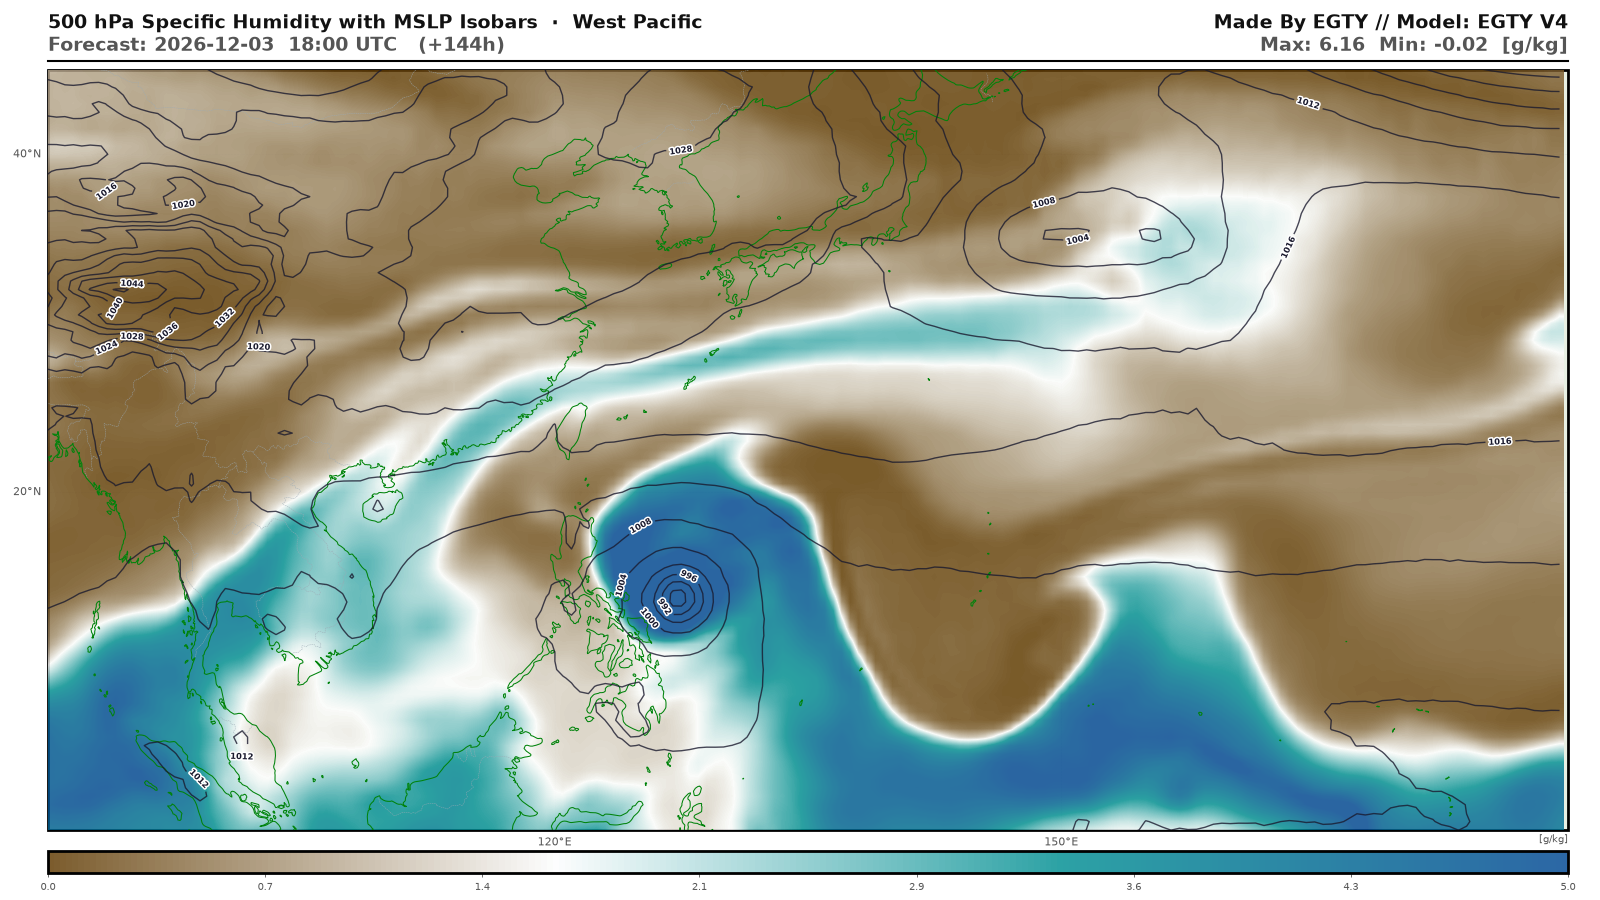 500 hPa Specific Humidity with MSLP Isobars · West Pacific
Made By EGTY // Model: EGTY V4
Forecast: 2026-12-03 18:00 UTC (+144h)
Max: 6.16 Min: -0.02 [g/kg]
1012
1028
40°N
1016
1020
1008
1004
1016
1044
1040
1032
1036
1028
1024
1020
1016
20°N
1008
996
1004
992
1000
1012
1012
120°E
150°E
[g/kg]
0.0 0.7 1.4 2.1 2.9 3.6 4.3 5.0